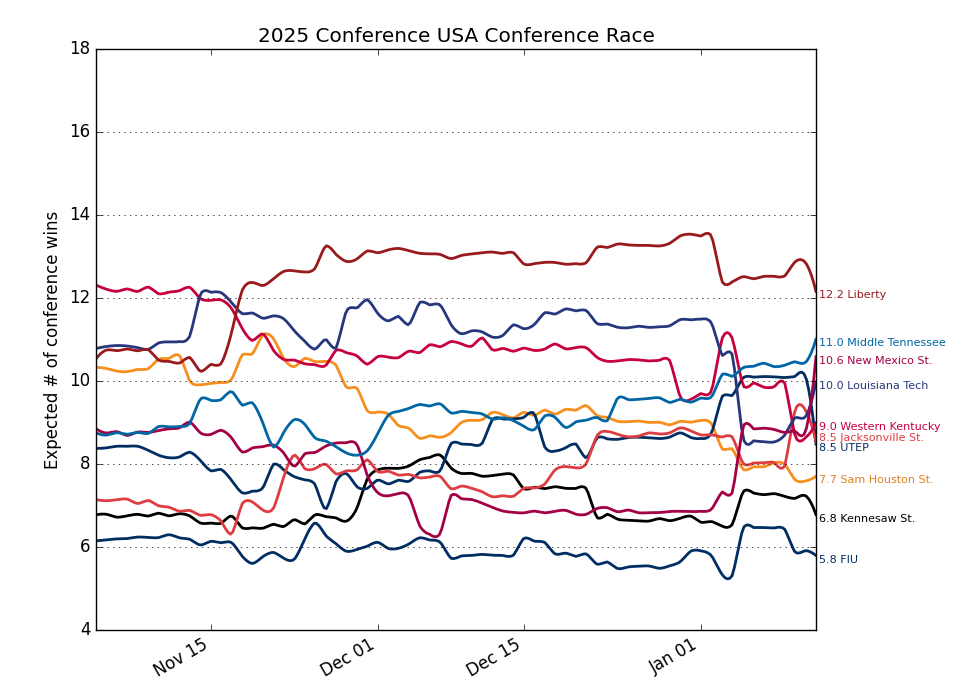 2025 Conference USA Conference Race
Expected # of conference wins
18
16
14
12
10
8
6
4
Nov 15
Dec 01
Dec 15
Jan 01
12.2 Liberty
11.0 Middle Tennessee
10.6 New Mexico St.
10.0 Louisiana Tech
9.0 Western Kentucky
8.5 Jacksonville St.
8.5 UTEP
7.7 Sam Houston St.
6.8 Kennesaw St.
5.8 FIU